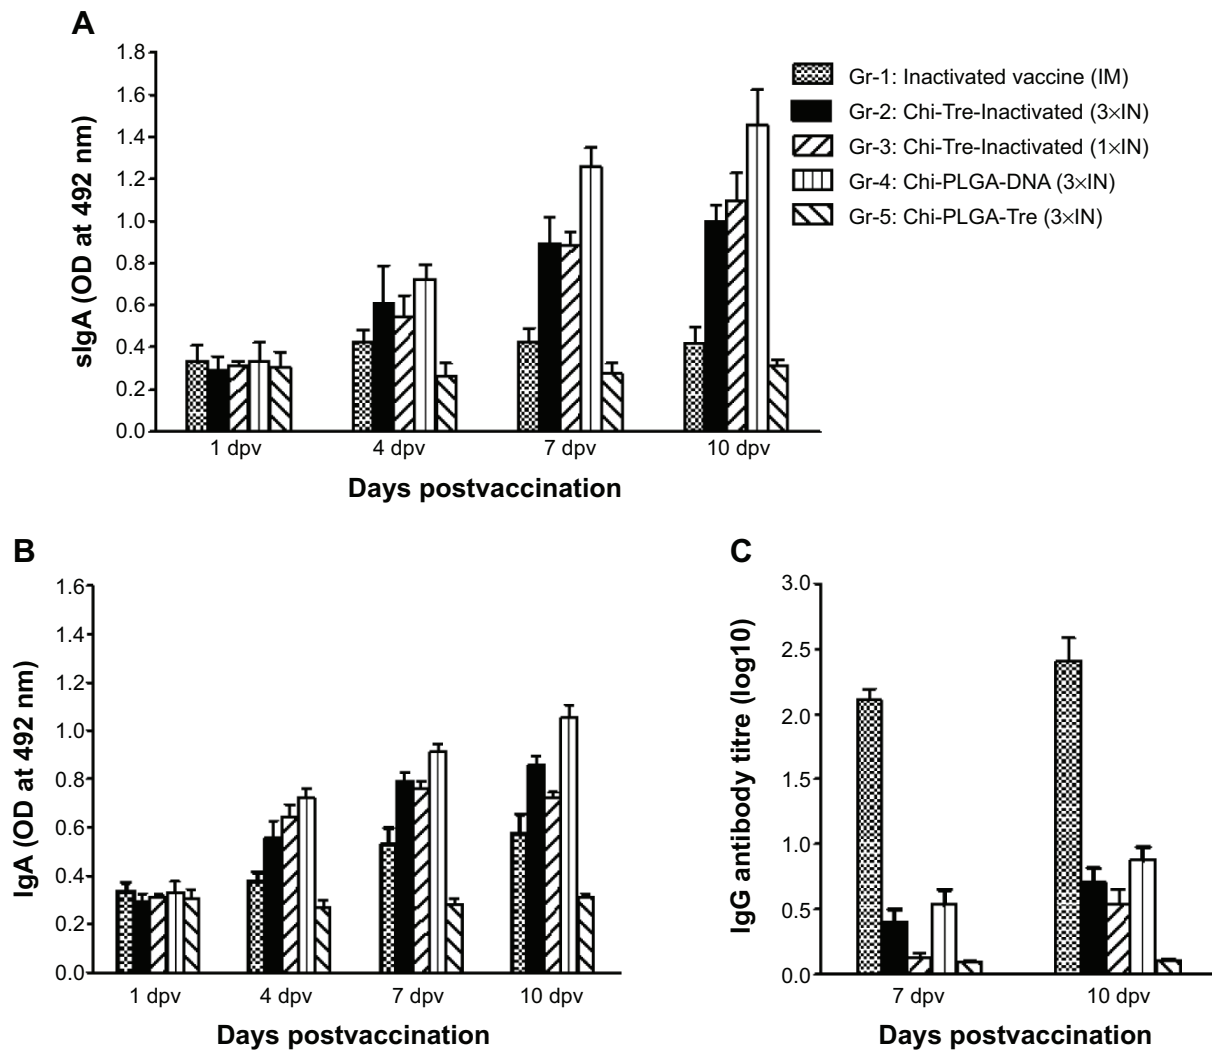 A
sIgA (OD at 492 nm)
1.8
1.6
1.4
1.2
1.0
0.8
0.6
0.4
0.2
0.0
1 dpv 4 dpv 7 dpv 10 dpv
Days postvaccination
Gr-1: Inactivated vaccine (IM)
Gr-2: Chi-Tre-Inactivated (3×IN)
Gr-3: Chi-Tre-Inactivated (1×IN)
Gr-4: Chi-PLGA-DNA (3×IN)
Gr-5: Chi-PLGA-Tre (3×IN)
B
IgA (OD at 492 nm)
1.6
1.4
1.2
1.0
0.8
0.6
0.4
0.2
0.0
1 dpv 4 dpv 7 dpv 10 dpv
Days postvaccination
C
IgG antibody titre (log10)
3.0
2.5
2.0
1.5
1.0
0.5
0.0
7 dpv 10 dpv
Days postvaccination